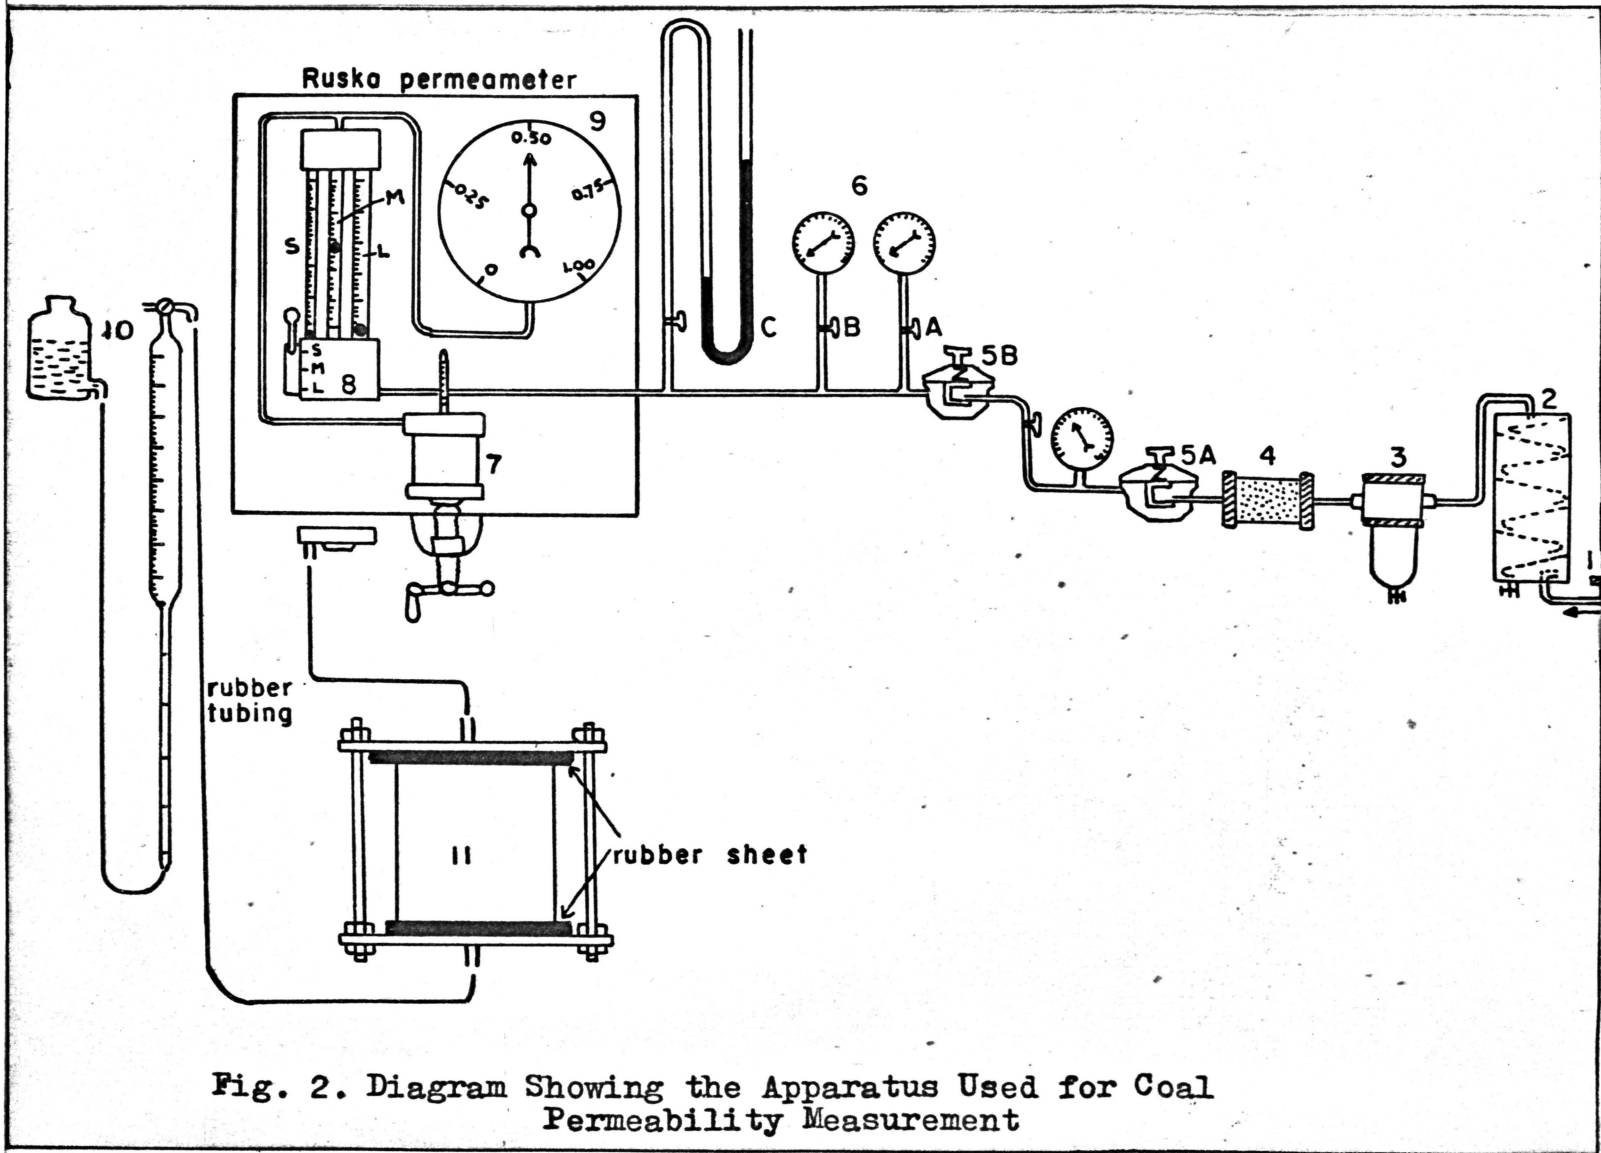 Ruska permeameter
9
0.50
0.25
0.75
0
1.00
M
S
L
S
M
L
8
7
10
6
C
B
A
5B
5A
4
3
2
1
rubber
tubing
11
rubber sheet
Fig. 2. Diagram Showing the Apparatus Used for Coal
Permeability Measurement